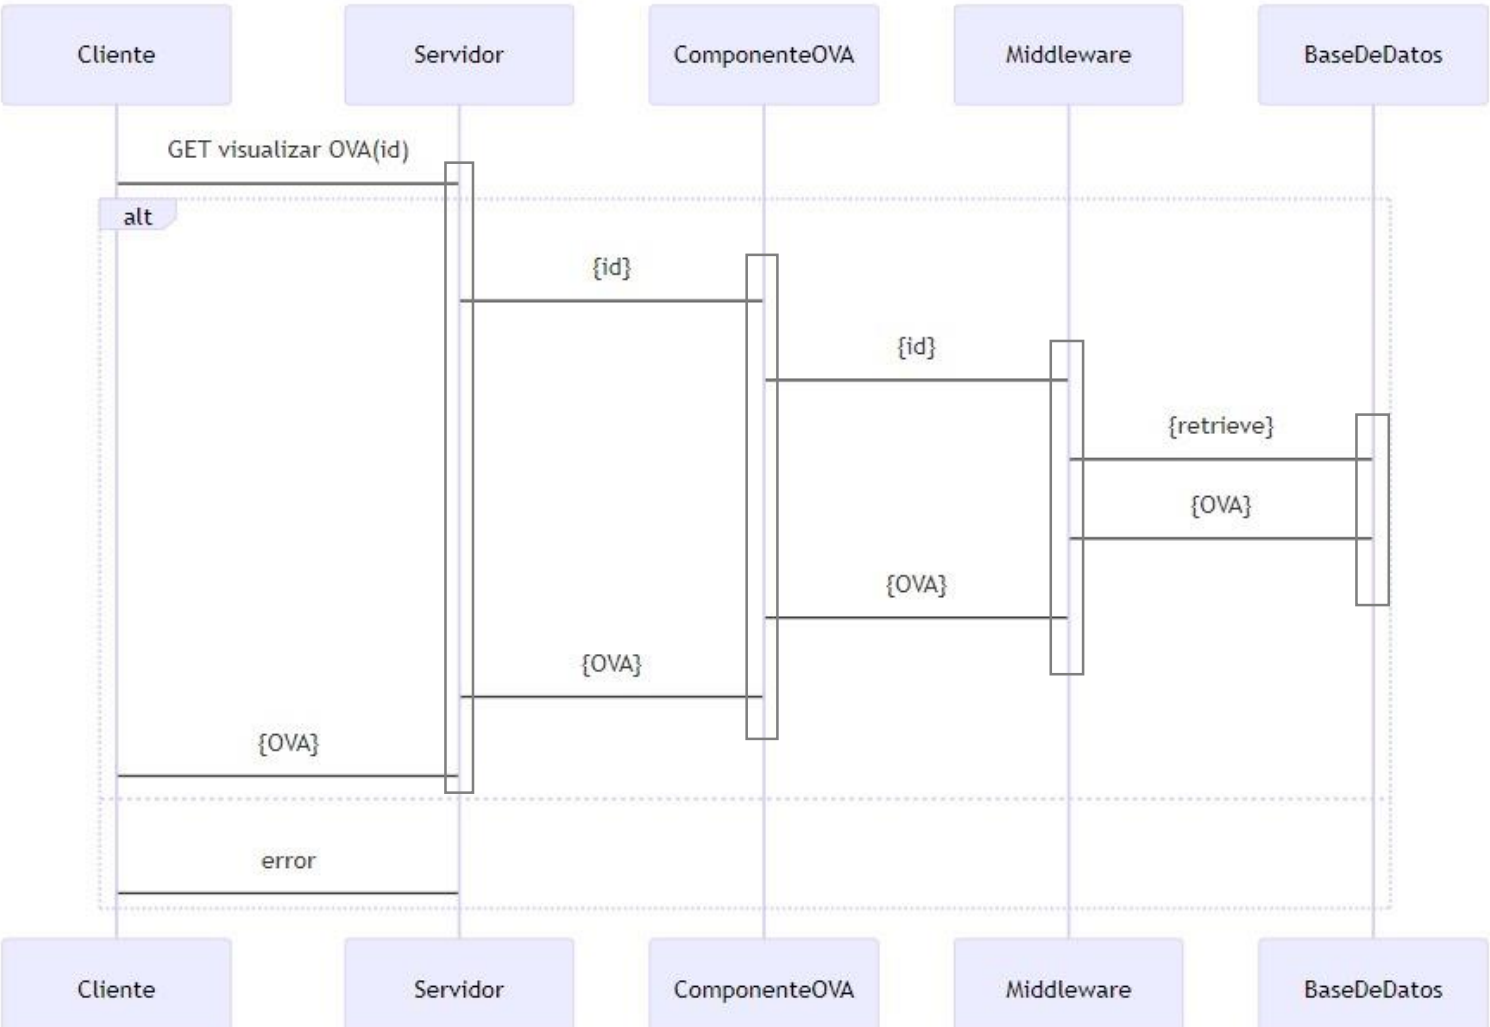 Cliente
Servidor
ComponenteOVA
Middleware
BaseDeDatos
GET visualizar OVA(id)
alt
{id}
{id}
{retrieve}
{OVA}
{OVA}
{OVA}
{OVA}
error
Cliente
Servidor
ComponenteOVA
Middleware
BaseDeDatos